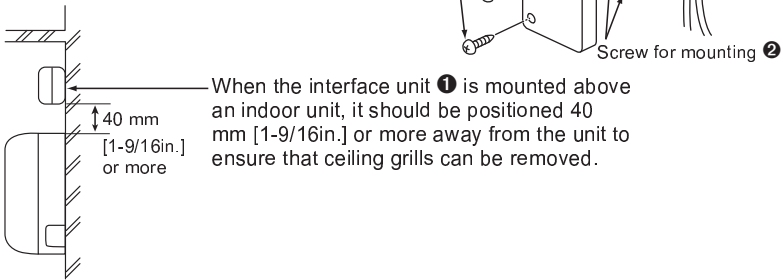 Screw for mounting ❷
When the interface unit ❶ is mounted above
an indoor unit, it should be positioned 40
mm [1-9/16in.] or more away from the unit to
ensure that ceiling grills can be removed.
40 mm
[1-9/16in.]
or more